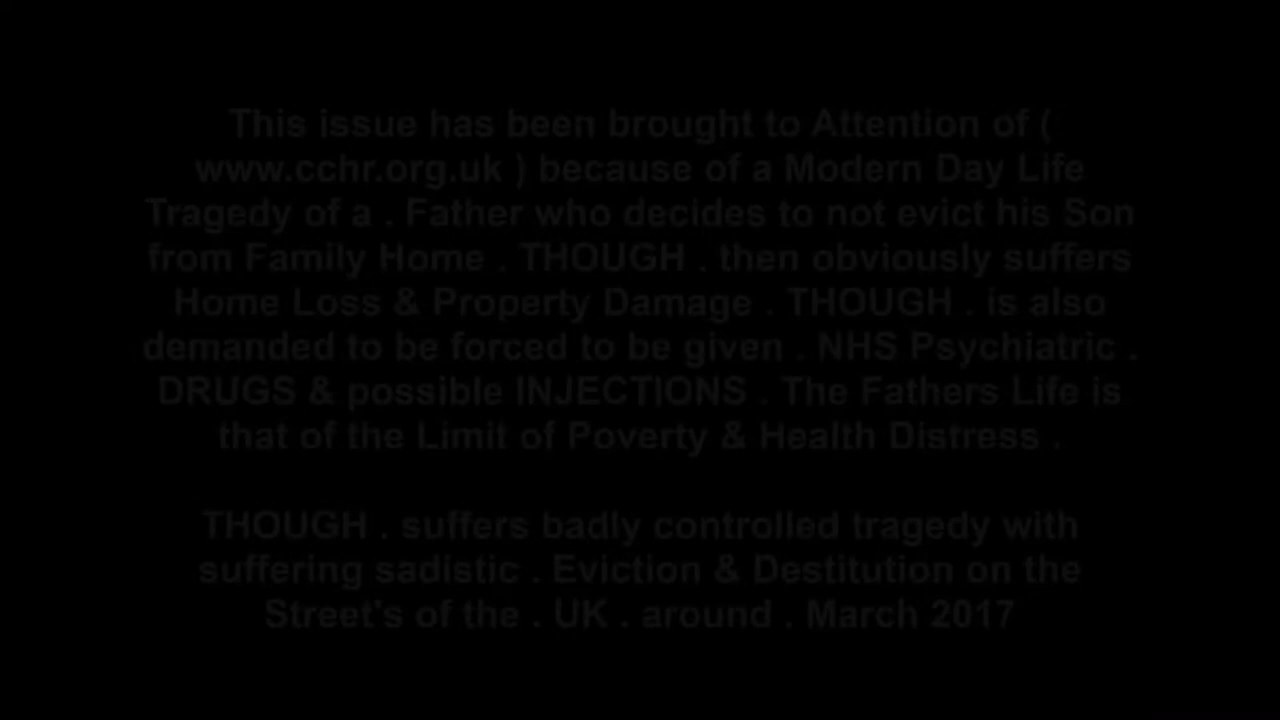 This issue has been brought to Attention of (
www.cchr.org.uk ) because of a Modern Day Life
Tragedy of a . Father who decides to not evict his Son
from Family Home . THOUGH . then obviously suffers
Home Loss & Property Damage . THOUGH . is also
demanded to be forced to be given . NHS Psychiatric .
DRUGS & possible INJECTIONS . The Fathers Life is
that of the Limit of Poverty & Health Distress .
THOUGH . suffers badly controlled tragedy with
suffering sadistic . Eviction & Destitution on the
Street's of the . UK . around . March 2017